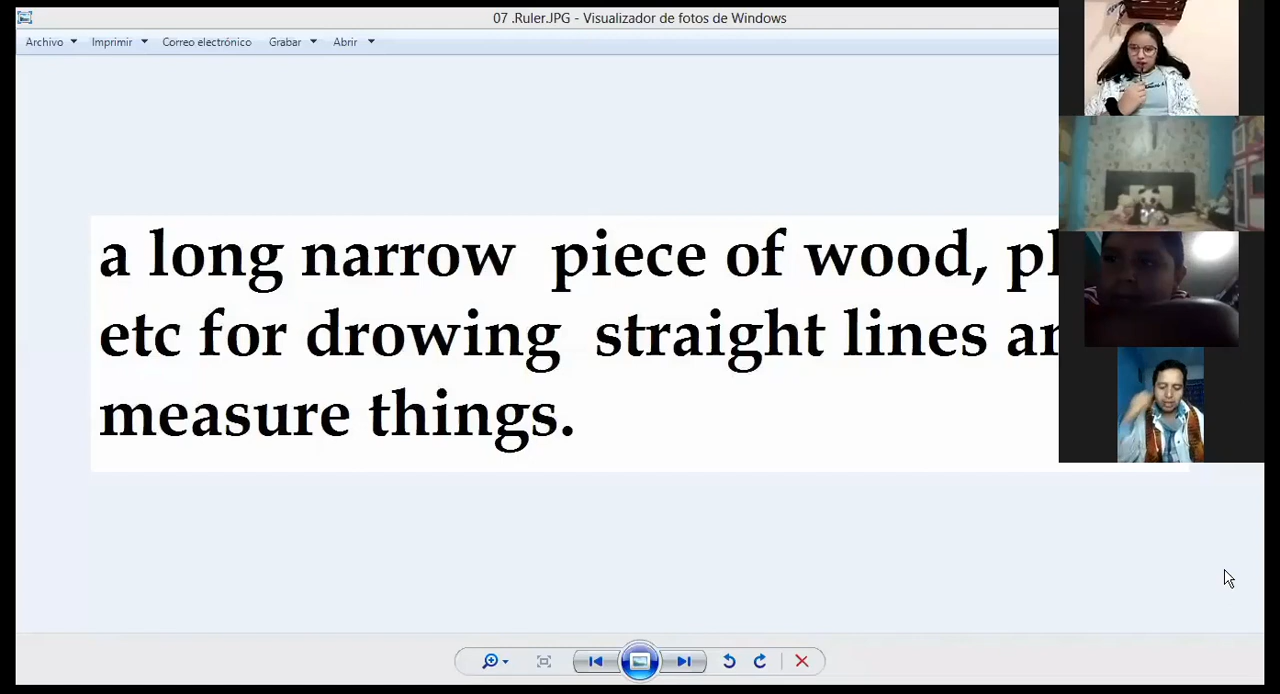 07 .Ruler.JPG - Visualizador de fotos de Windows
Archivo Imprimir Correo electrónico Grabar Abrir
a long narrow piece of wood,
etc for drowing straight lines
measure things.